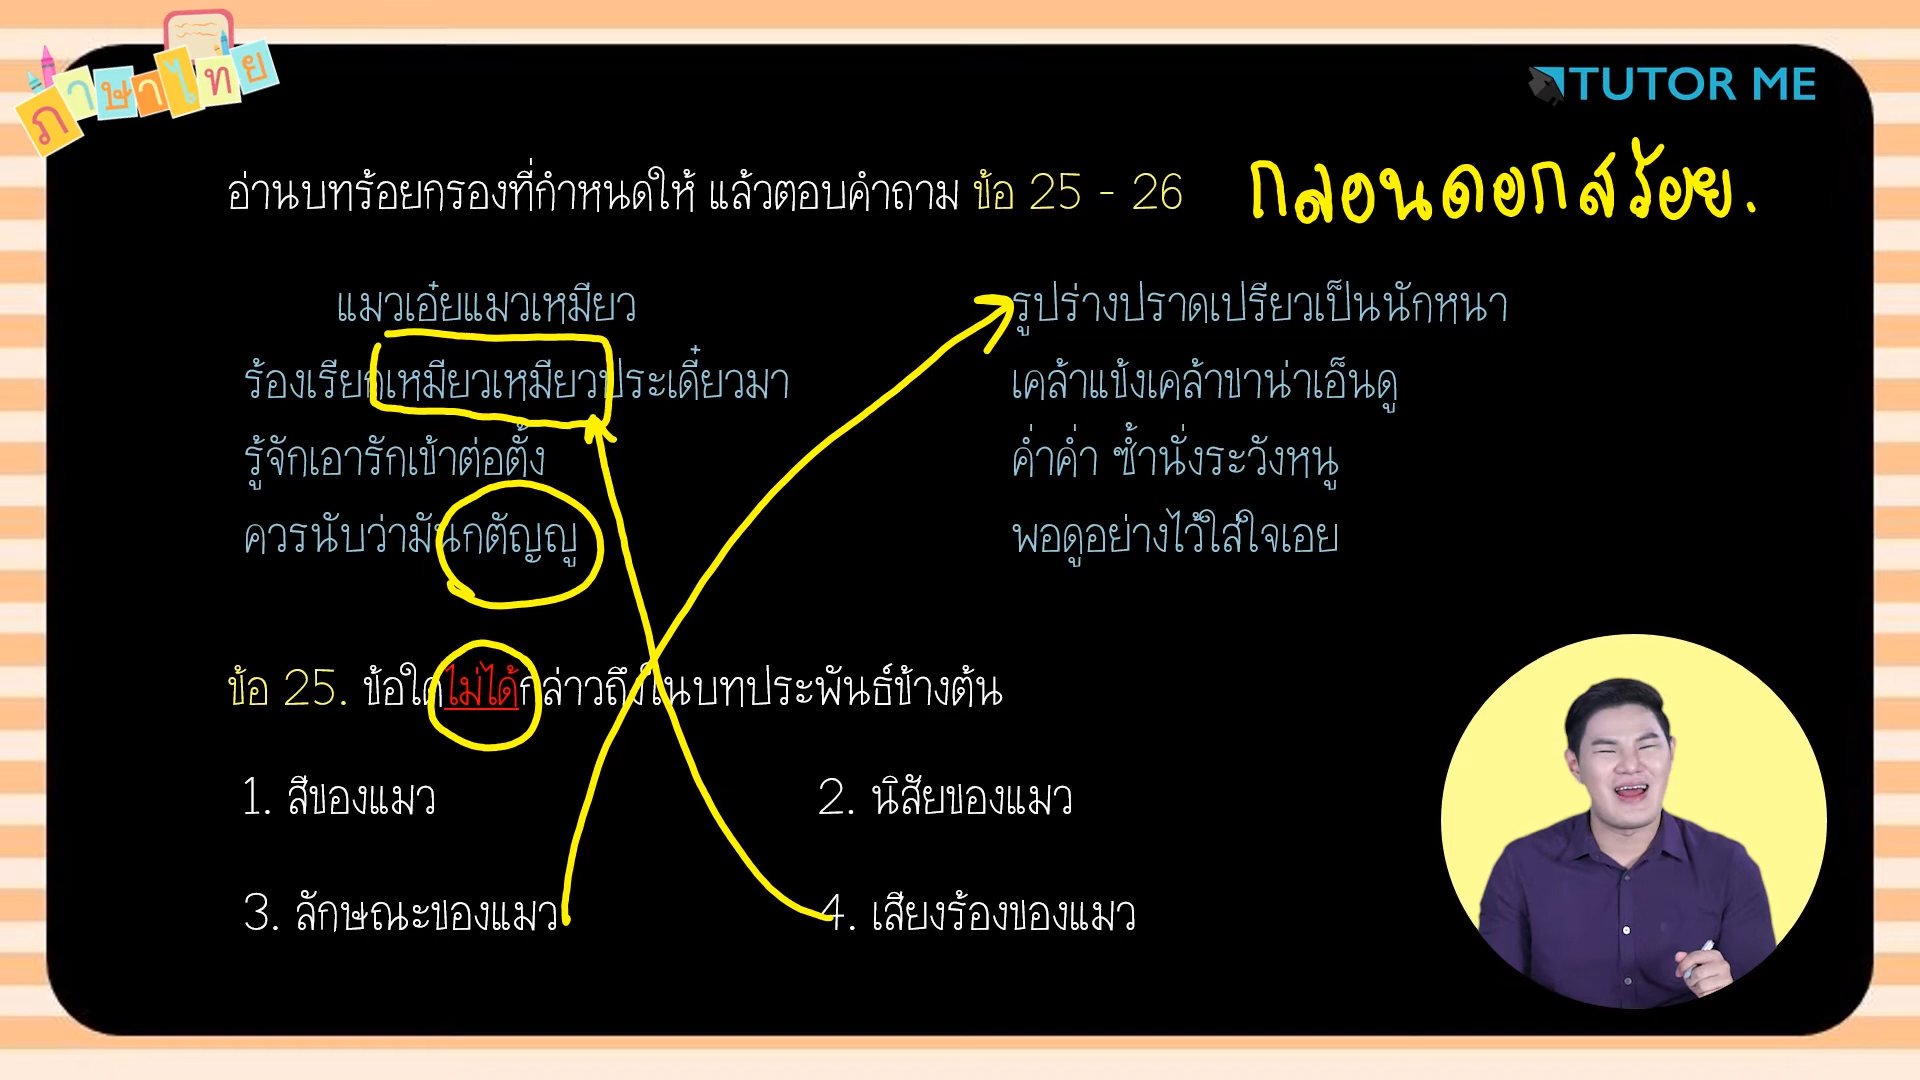 ภาษาไทย
TUTOR ME
อ่านบทร้อยกรองที่กำหนดให้ แล้วตอบคำถาม ข้อ 25 - 26
กลอนดอกสร้อย.
แมวเอ๋ยแมวเหมียว รูปร่างปราดเปรียวเป็นนักหนา
ร้องเรียกเหมียวเหมียวประเดี๋ยวมา เคล้าแข้งเคล้าขาน่าเอ็นดู
รู้จักเอารักเข้าต่อตั้ง ค่ำค่ำ ซ้ำนั่งระวังหนู
ควรนับว่ามันกตัญญู พอดูอย่างไว้ใส่ใจเอย
ข้อ 25. ข้อใดไม่ได้กล่าวถึงในบทประพันธ์ข้างต้น
1. สีของแมว 2. นิสัยของแมว
3. ลักษณะของแมว 4. เสียงร้องของแมว